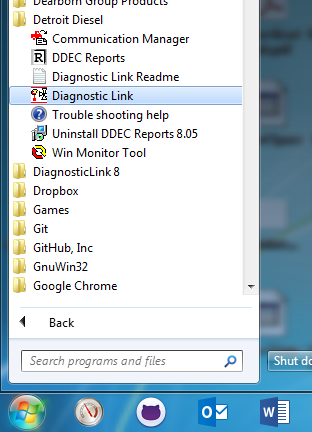 Dearborn Group Products
Detroit Diesel
Communication Manager
DDEC Reports
Diagnostic Link Readme
Diagnostic Link
Trouble shooting help
Uninstall DDEC Reports 8.05
Win Monitor Tool
DiagnosticLink 8
Dropbox
Games
Git
GitHub, Inc
GnuWin32
Google Chrome
Back
Search programs and files
Shut do